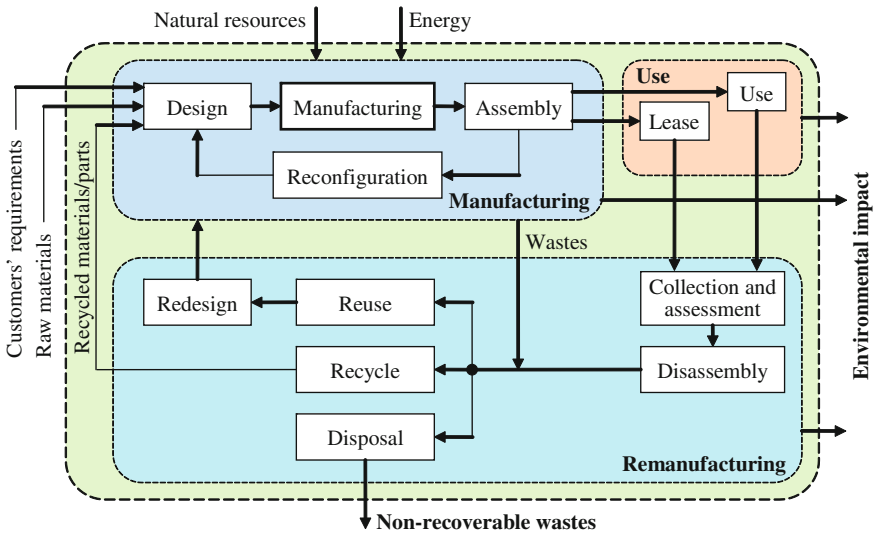 Natural resources
Energy
Use
Design
Manufacturing
Assembly
Use
Lease
Reconfiguration
Manufacturing
Customers’ requirements
Raw materials
Recycled materials/parts
Wastes
Environmental impact
Redesign
Reuse
Collection and
assessment
Recycle
Disassembly
Disposal
Remanufacturing
Non-recoverable wastes